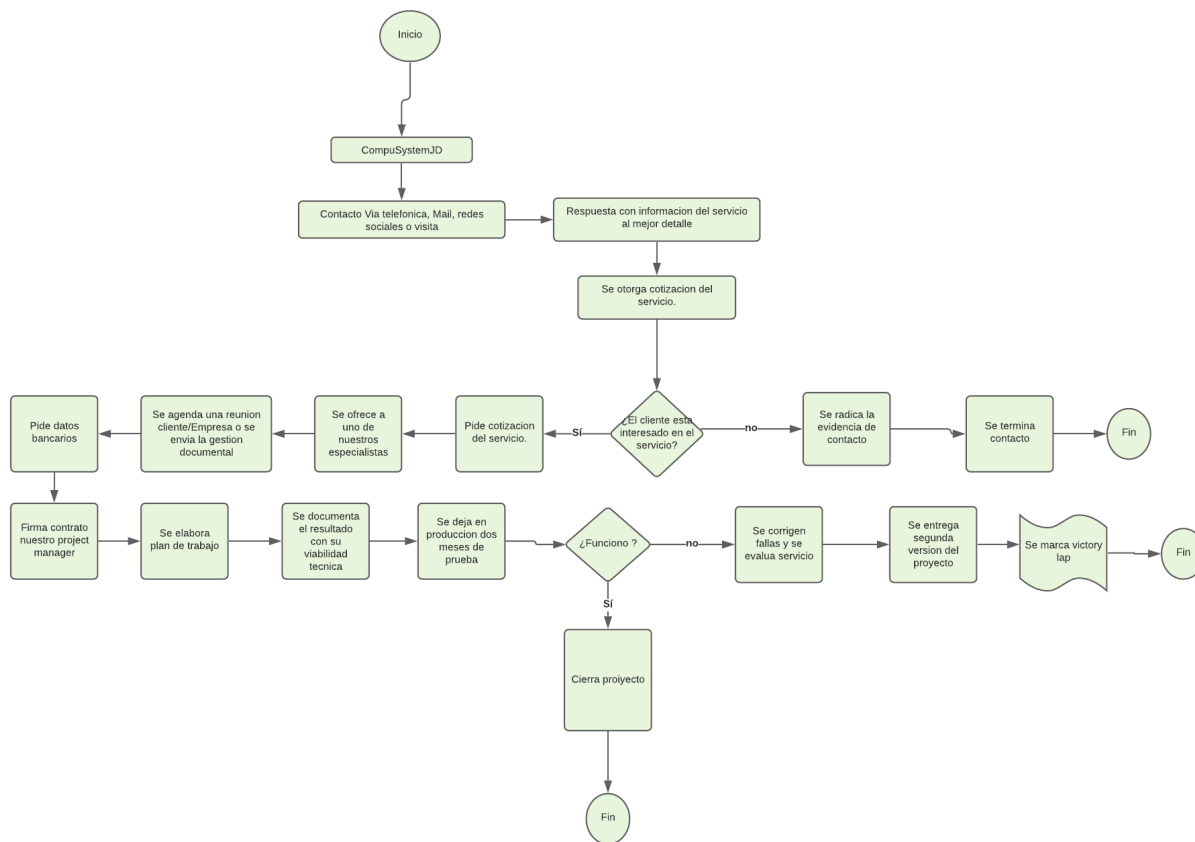 Inicio
CompuSystemJD
Contacto Via telefonica, Mail, redes
sociales o visita
Respuesta con informacion del servicio
al mejor detalle
Se otorga cotizacion del
servicio.
¿El cliente esta
interesado en el
servicio?
Sí
Pide cotizacion
del servicio.
Se ofrece a
uno de
nuestros
especialistas
Se agenda una reunion
cliente/Empresa o se
envia la gestion
documental
Pide datos
bancarios
no
Se radica la
evidencia de
contacto
Se termina
contacto
Fin
Firma contrato
nuestro project
manager
Se elabora
plan de trabajo
Se documenta
el resultado
con su
viabilidad
tecnica
Se deja en
produccion dos
meses de
prueba
¿Funciono ?
no
Se corrigen
fallas y se
evalua servicio
Se entrega
segunda
version del
proyecto
Se marca victory
lap
Fin
Sí
Cierra proiyecto
Fin